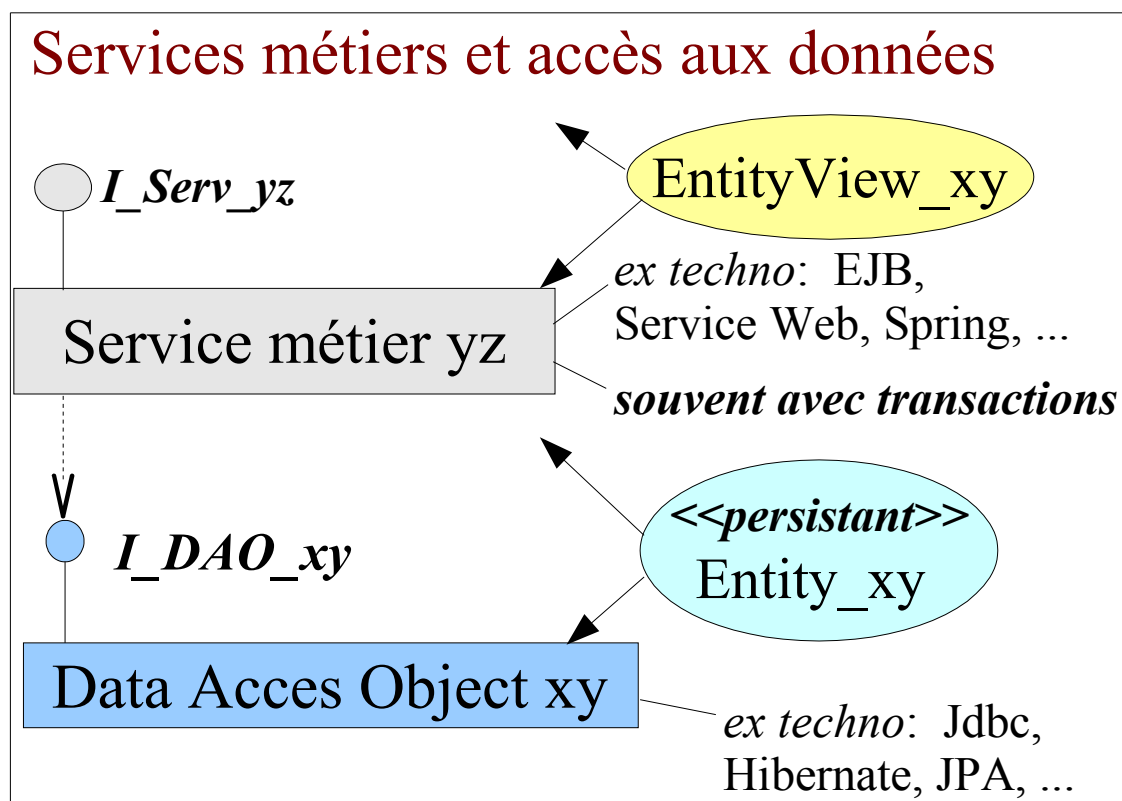 Services métiers et accès aux données
I_Serv_yz
EntityView_xy
ex techno: EJB,
Service Web, Spring, ...
Service métier yz
souvent avec transactions
<<persistant>>
Entity_xy
I_DAO_xy
Data Acces Object xy
ex techno: Jdbc,
Hibernate, JPA, ...